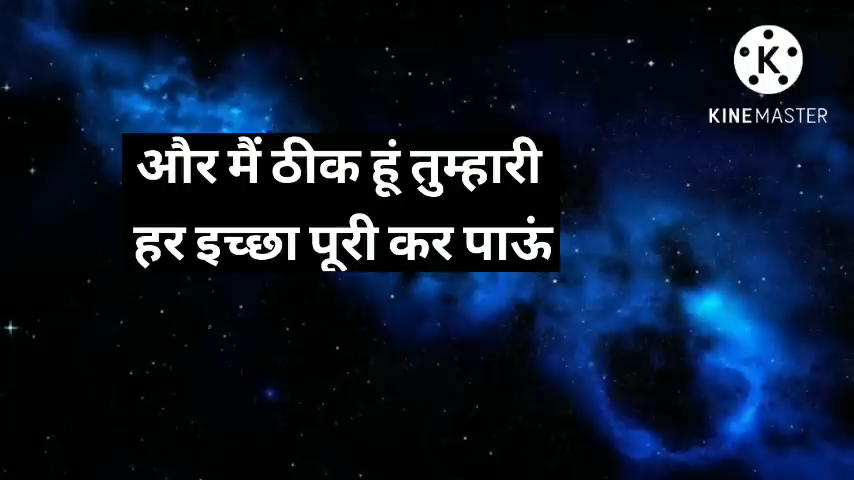 KINEMASTER
और मैं ठीक हूं तुम्हारी
हर इच्छा पूरी कर पाऊं